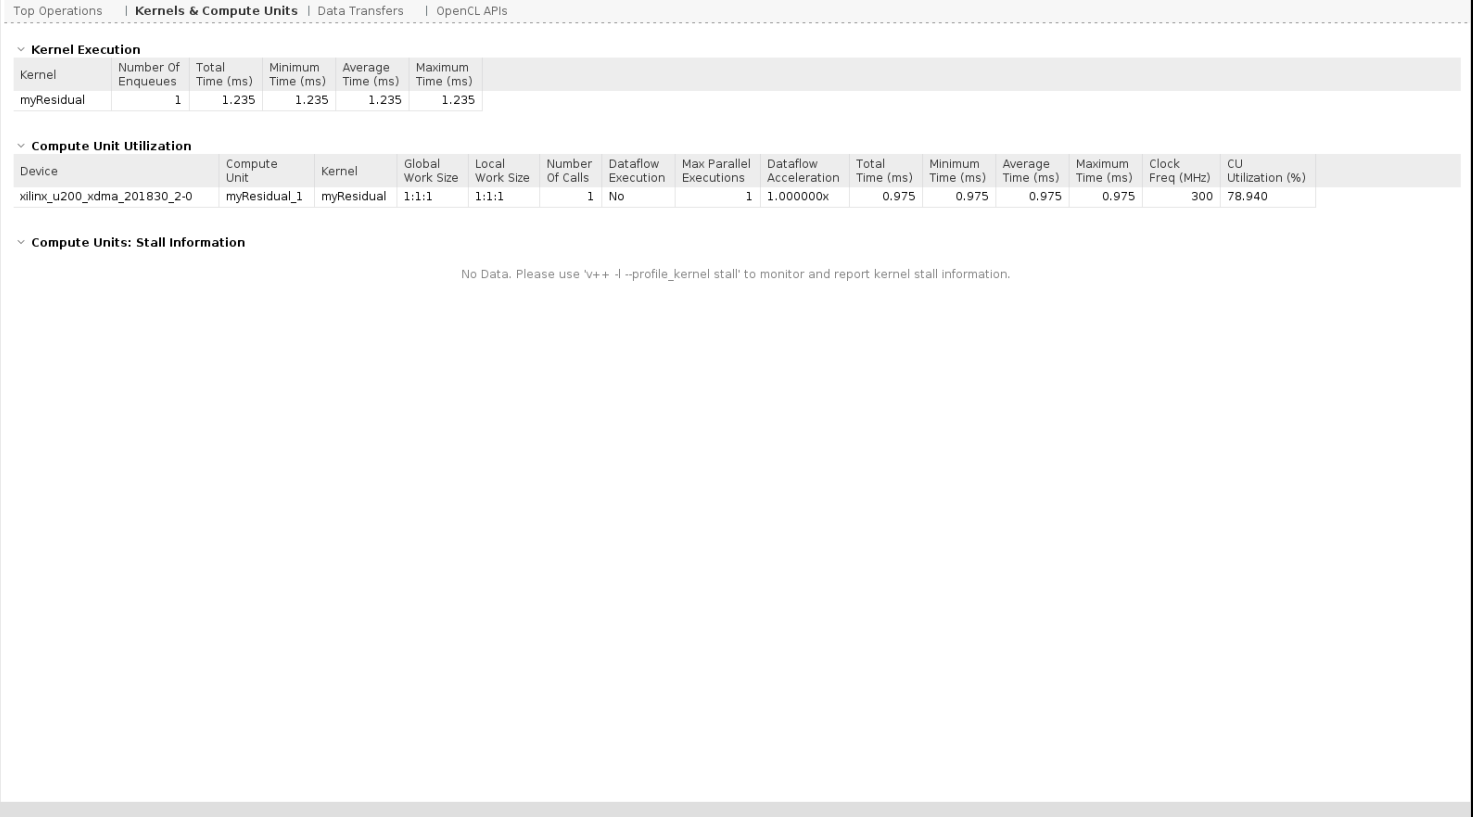 Top Operations | Kernels & Compute Units | Data Transfers | OpenCL APIs
Kernel Execution
Kernel Number Of Enqueues Total Time (ms) Minimum Time (ms) Average Time (ms) Maximum Time (ms)
myResidual 1 1.235 1.235 1.235 1.235
Compute Unit Utilization
Device Compute Unit Kernel Global Work Size Local Work Size Number Of Calls Dataflow Execution Max Parallel Executions Dataflow Acceleration Total Time (ms) Minimum Time (ms) Average Time (ms) Maximum Time (ms) Clock Freq (MHz) CU Utilization (%)
xilinx_u200_xdma_201830_2-0 myResidual_1 myResidual 1:1:1 1:1:1 1 No 1 1.000000x 0.975 0.975 0.975 0.975 300 78.940
Compute Units: Stall Information
No Data. Please use 'v++ -l --profile_kernel stall' to monitor and report kernel stall information.